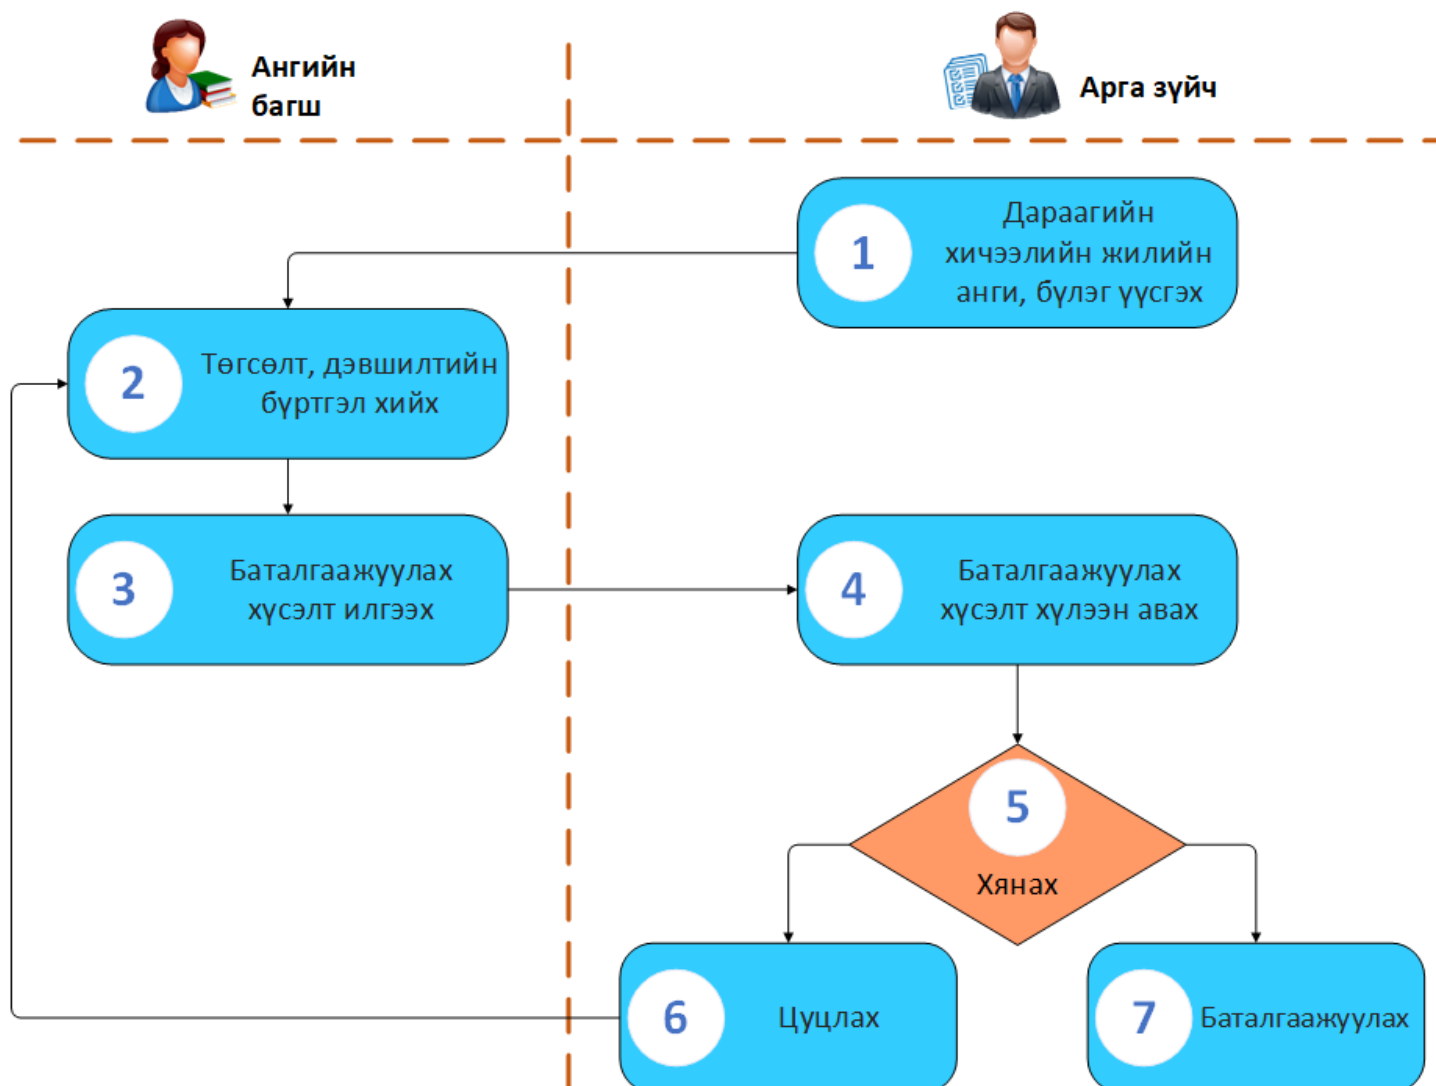 Ангийн
багш
Арга зүйч
1
Дараагийн
хичээлийн жилийн
анги, бүлэг үүсгэх
2
Төгсөлт, дэвшилтийн
бүртгэл хийх
3
Баталгаажуулах
хүсэлт илгээх
4
Баталгаажуулах
хүсэлт хүлээн авах
5
Хянах
6
Цуцлах
7
Баталгаажуулах